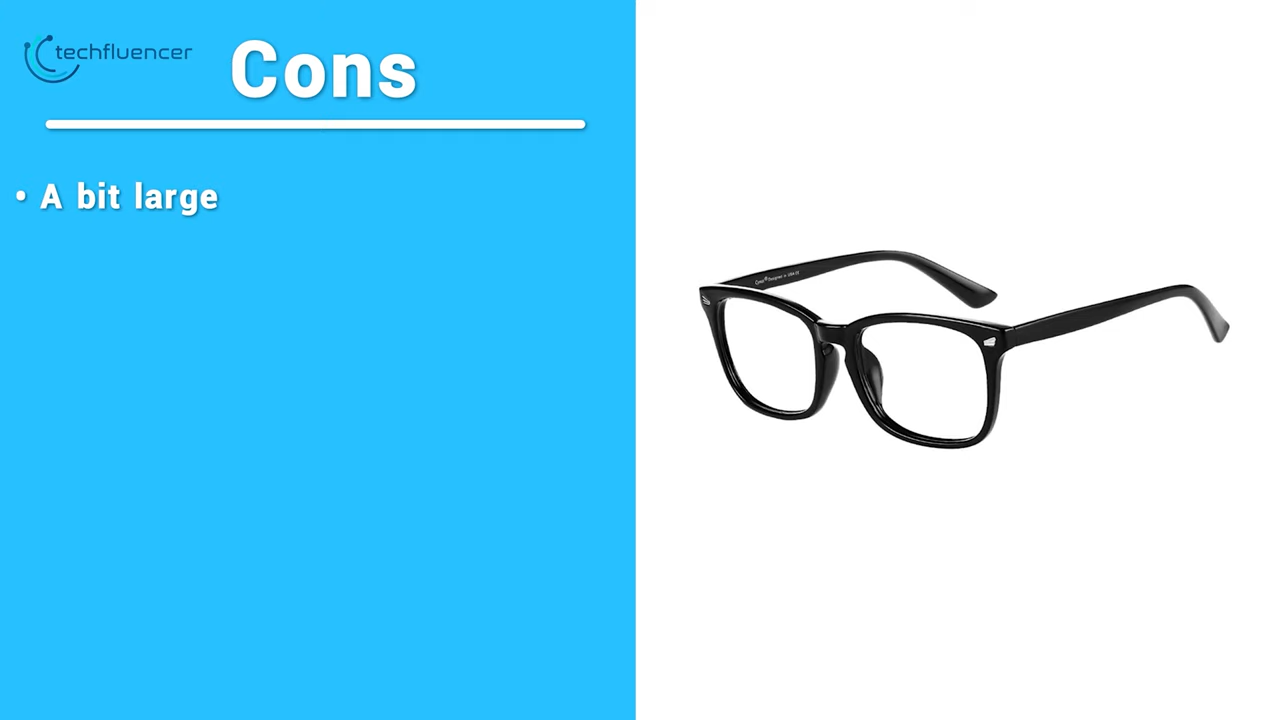 techfluencer
Cons
• A bit large